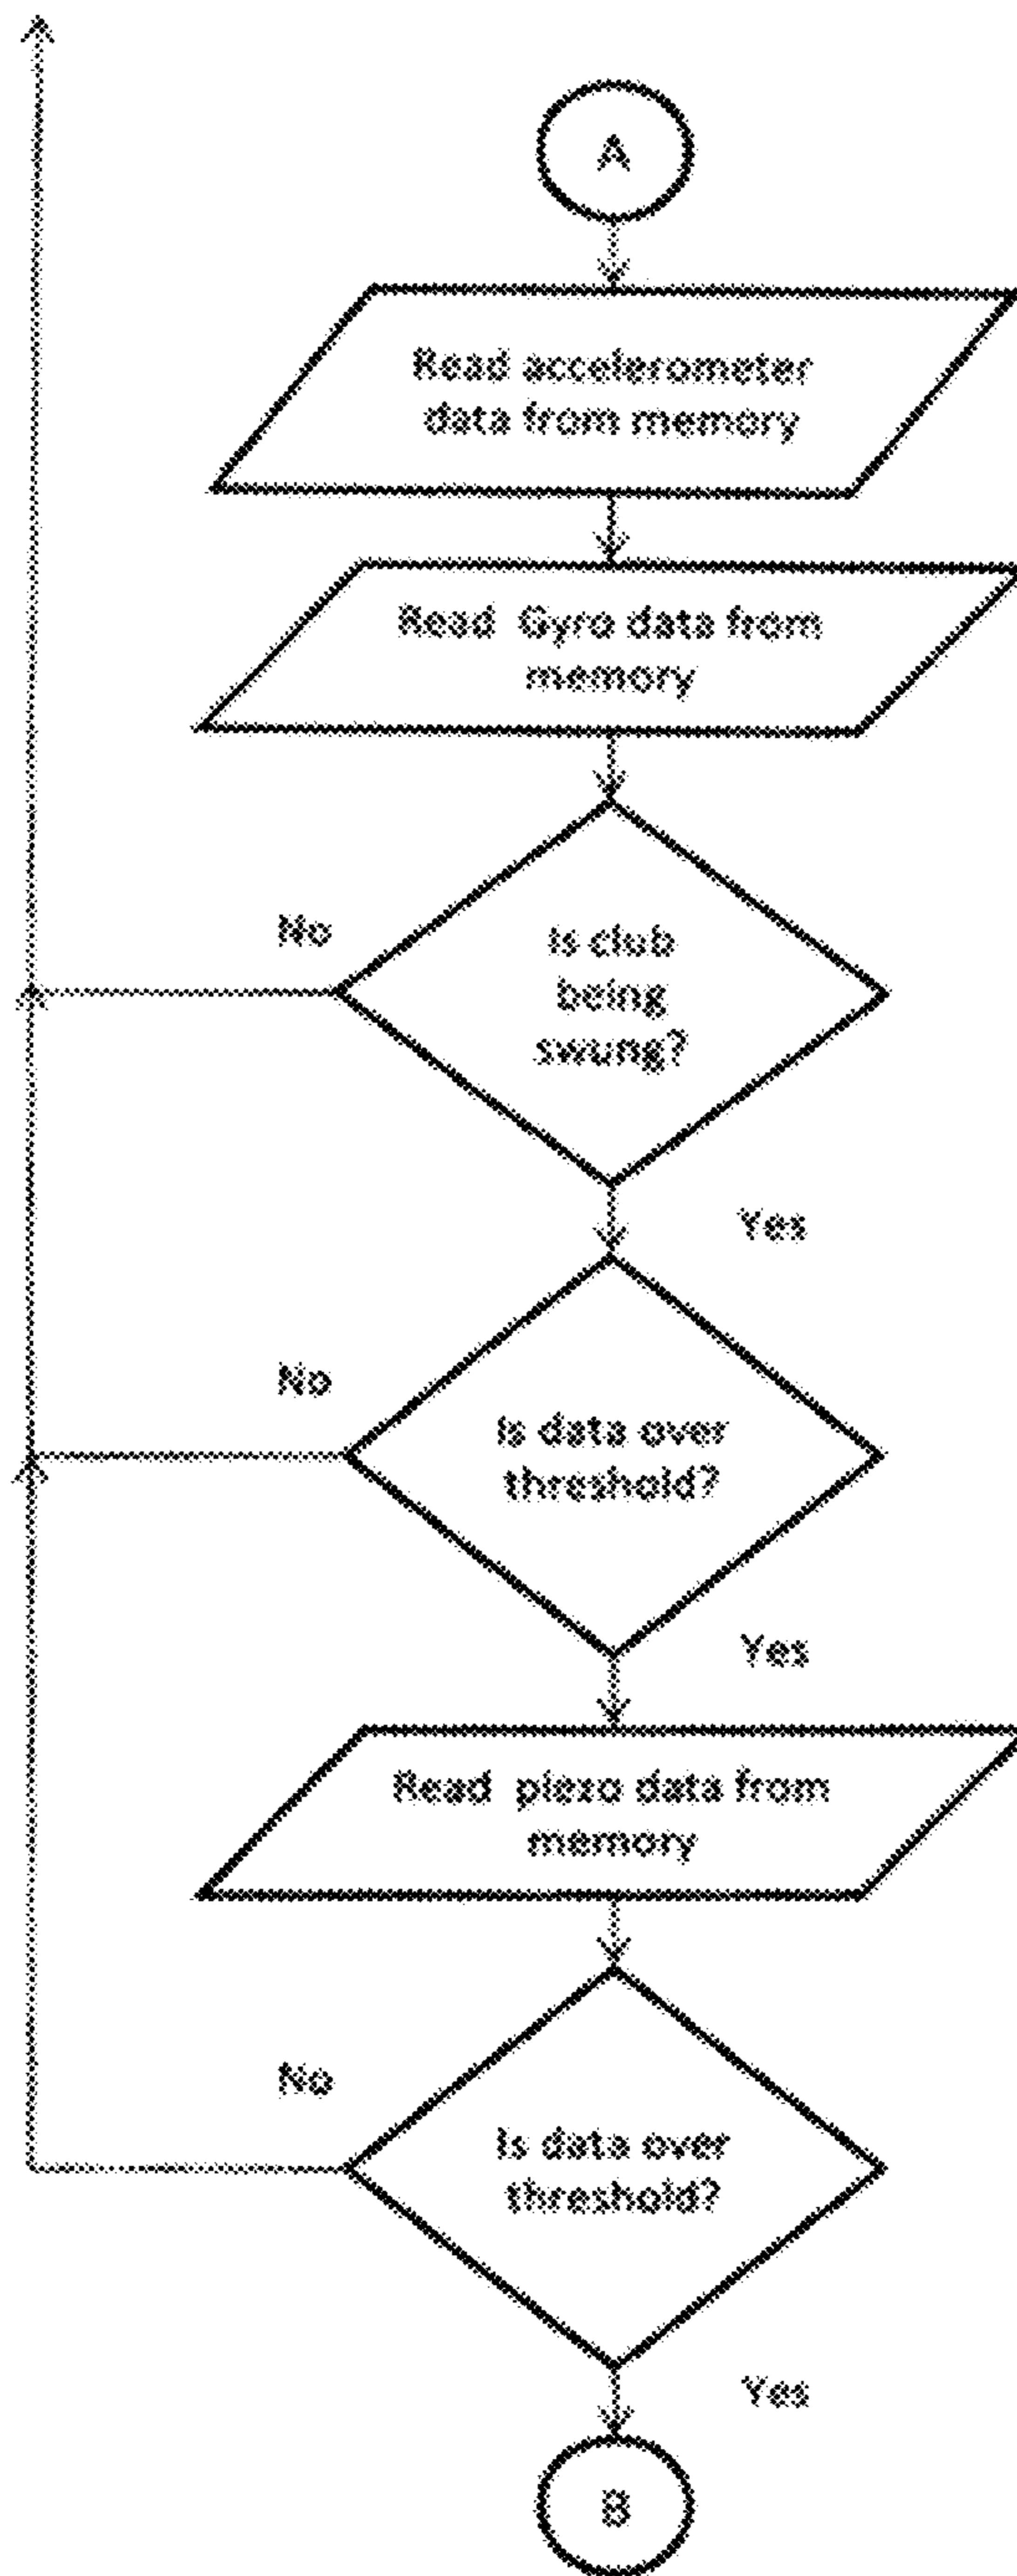 A
Read accelerometer
data from memory
Read Gyro data from
memory
No
Is club
being
swung?
Yes
No
Is data over
threshold?
Yes
Read piezo data from
memory
No
Is data over
threshold?
Yes
B